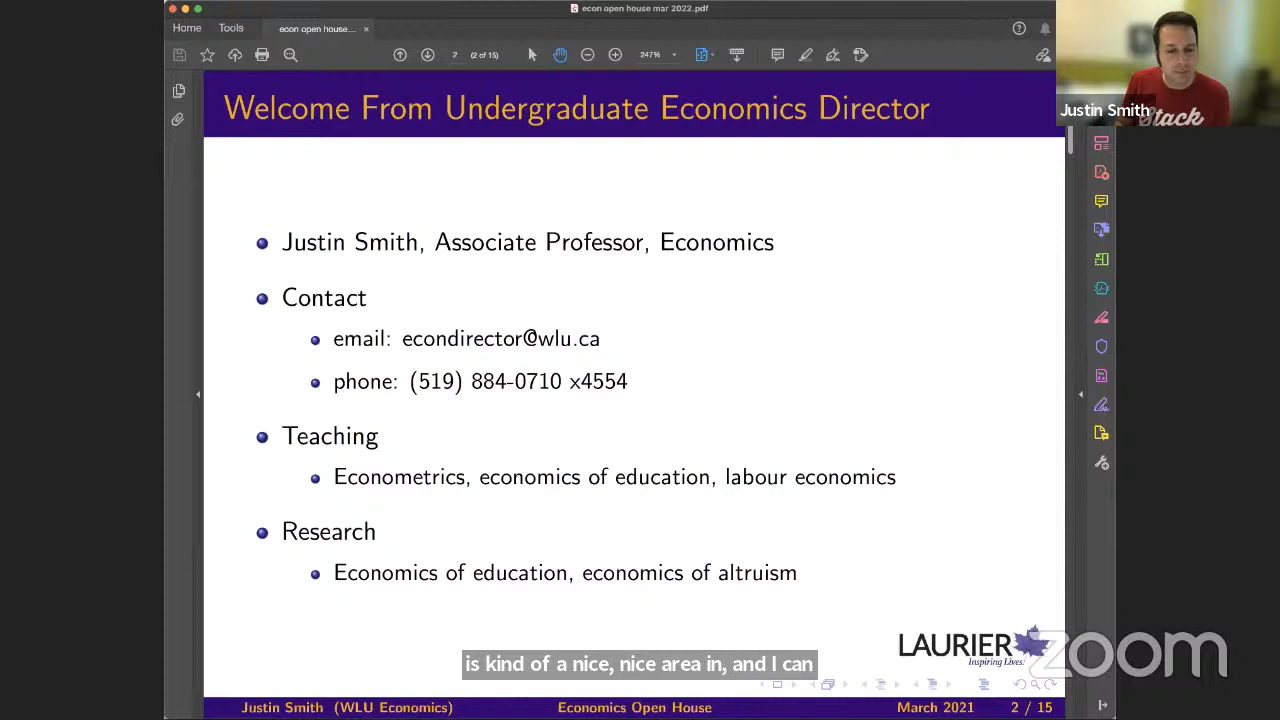 econ open house mar 2022.pdf
Home Tools econ open house... ×
2 (2 of 15) 247%
Justin Smith
Stack
Welcome From Undergraduate Economics Director
Justin Smith, Associate Professor, Economics
Contact
email: econdirector@wlu.ca
phone: (519) 884-0710 x4554
Teaching
Econometrics, economics of education, labour economics
Research
Economics of education, economics of altruism
LAURIER
Inspiring Lives.
zoom
is kind of a nice, nice area in, and I can
Justin Smith (WLU Economics) Economics Open House March 2021 2 / 15